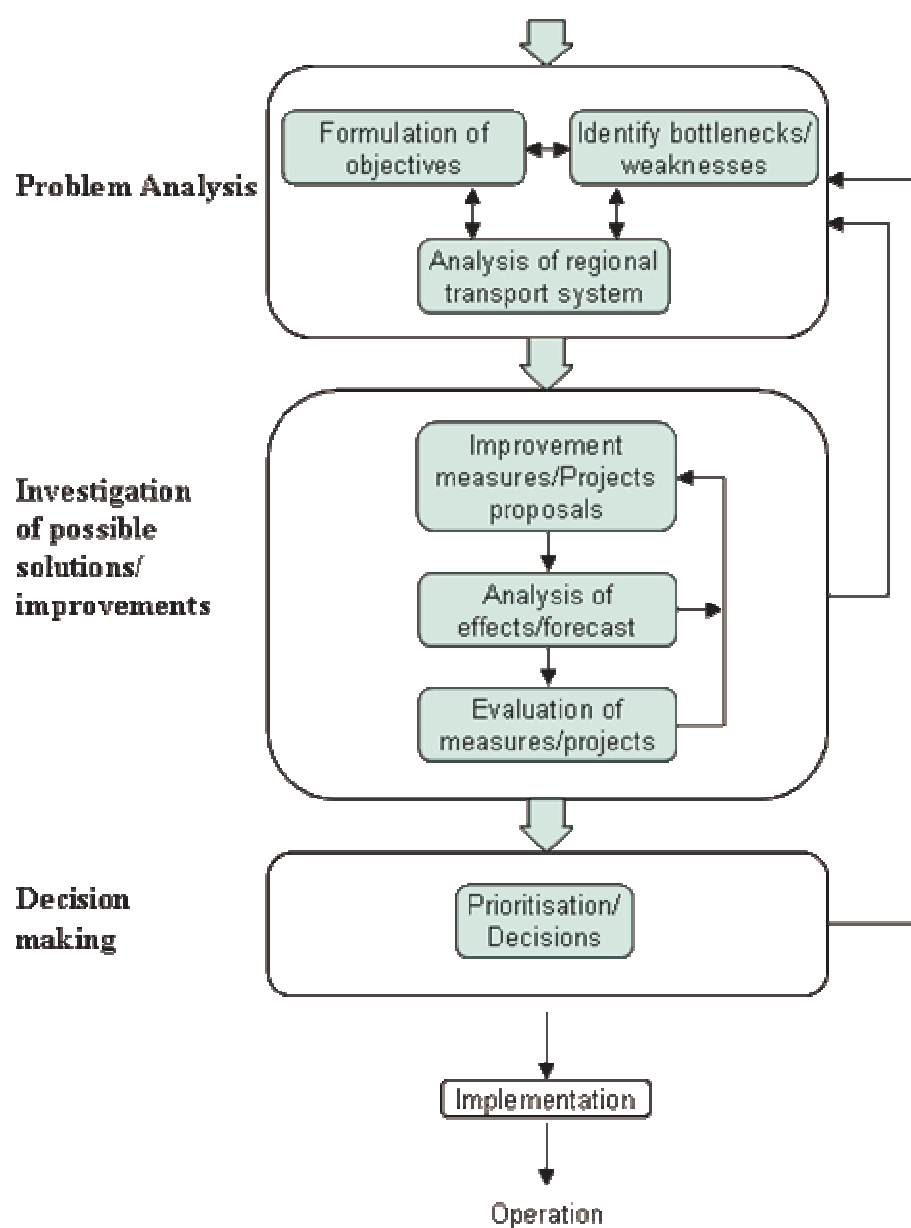 Problem Analysis
Formulation of
objectives
Identify bottlenecks/
weaknesses
Analysis of regional
transport system
Investigation
of possible
solutions/
improvements
Improvement
measures/Projects
proposals
Analysis of
effects/forecast
Evaluation of
measures/projects
Decision
making
Prioritisation/
Decisions
Implementation
Operation